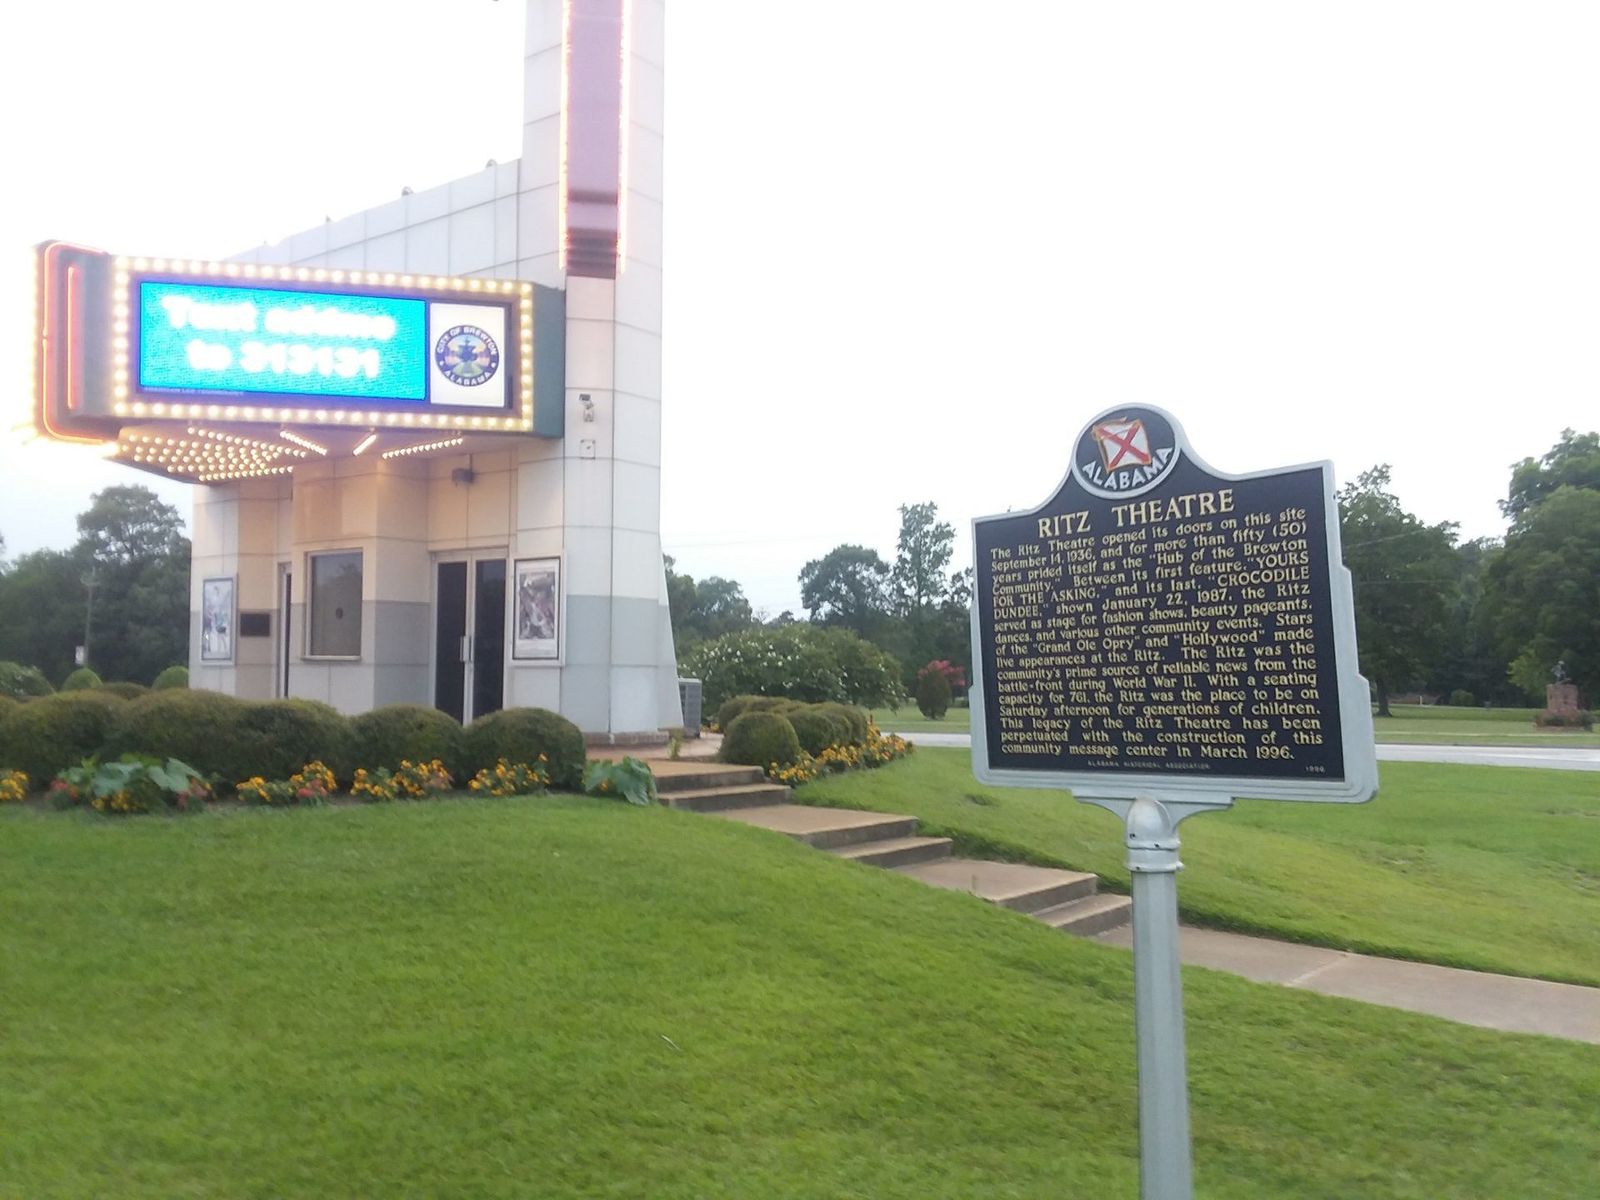 to 313131
CITY OF BREWTON
ALABAMA
ALABAMA
RITZ THEATRE
The Ritz Theatre opened its doors on this site
September 14, 1936, and for more than fifty (50)
years prided itself as the "Hub of the Brewton
Community." Between its first feature, "YOURS
FOR THE ASKING," and its last, "CROCODILE
DUNDEE," shown January 22, 1987, the Ritz
served as stage for fashion shows, beauty pageants,
dances, and various other community events. Stars
of the "Grand Ole Opry" and "Hollywood" made
live appearances at the Ritz. The Ritz was the
community's prime source of reliable news from the
battle-front during World War II. With a seating
capacity for 761, the Ritz was the place to be on
Saturday afternoon for generations of children.
This legacy of the Ritz Theatre has been
perpetuated with the construction of this
community message center in March 1996.
ALABAMA HISTORICAL ASSOCIATION